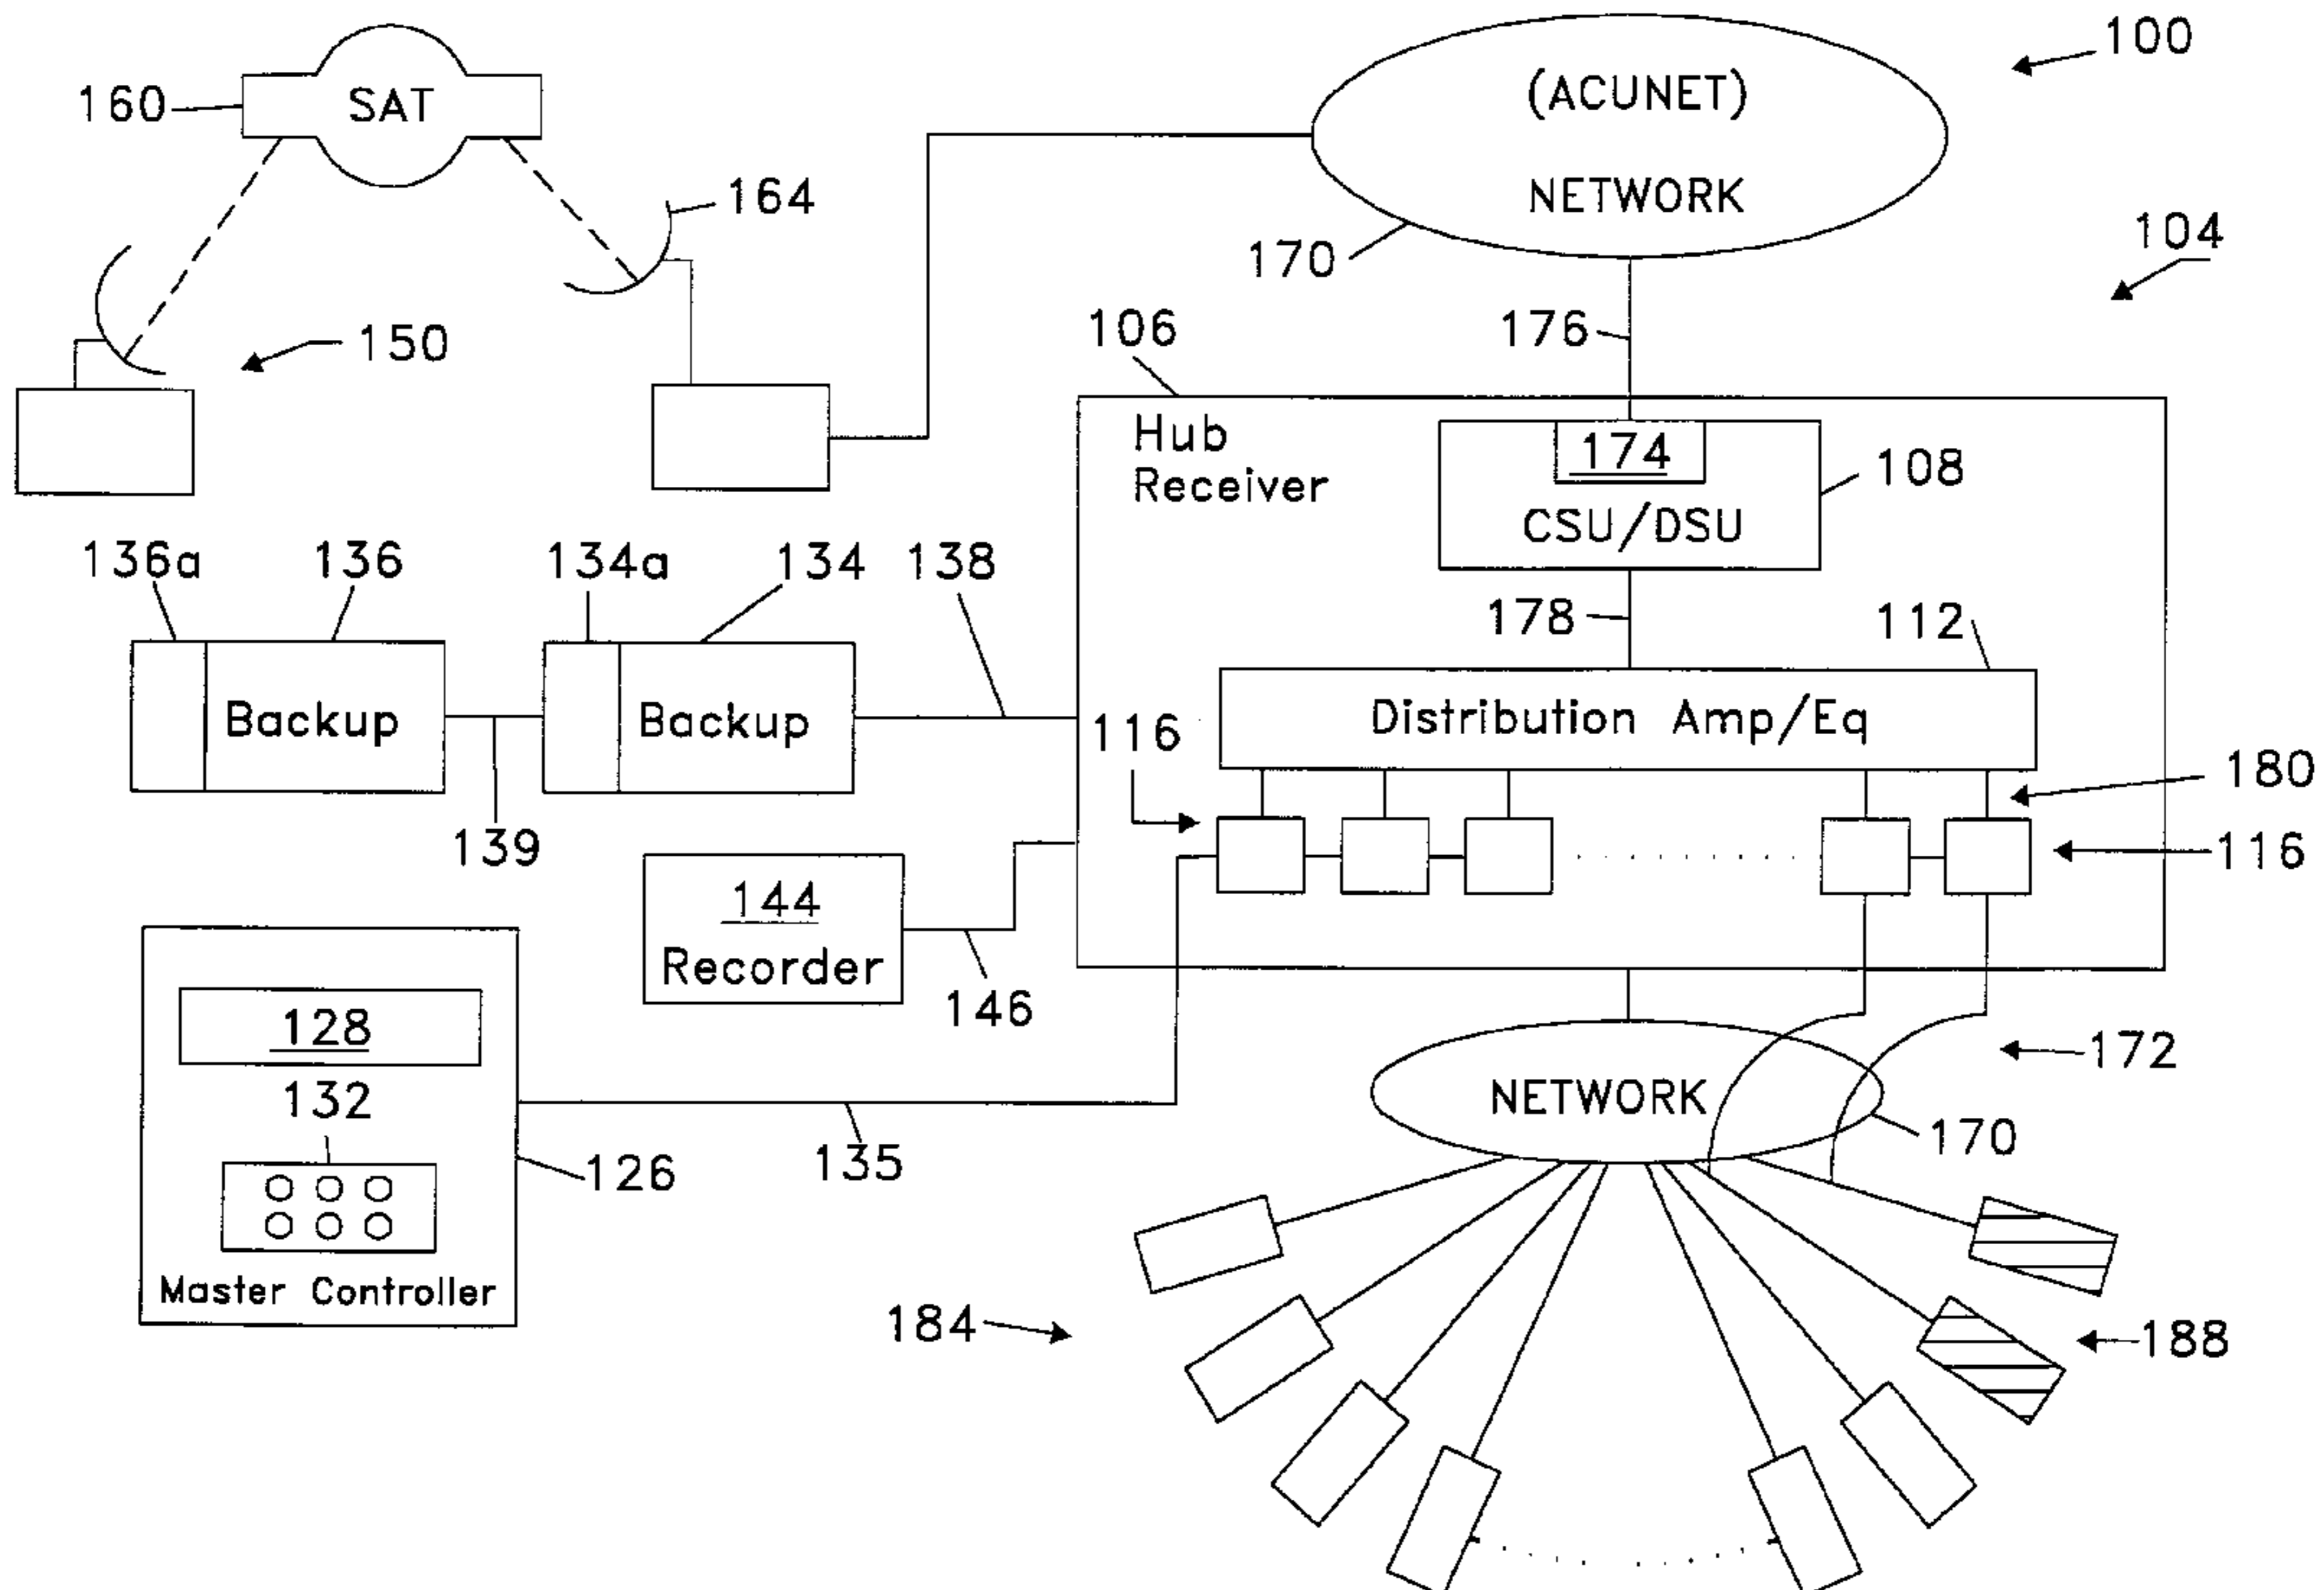 100
(ACUNET)
NETWORK
160
SAT
164
170
104
150
106
176
Hub
Receiver
174
108
CSU/DSU
136a
136
134a
134
138
178
112
Backup
Backup
Distribution Amp/Eq
116
180
139
116
144
Recorder
146
128
132
172
NETWORK
170
135
126
Master Controller
184
188